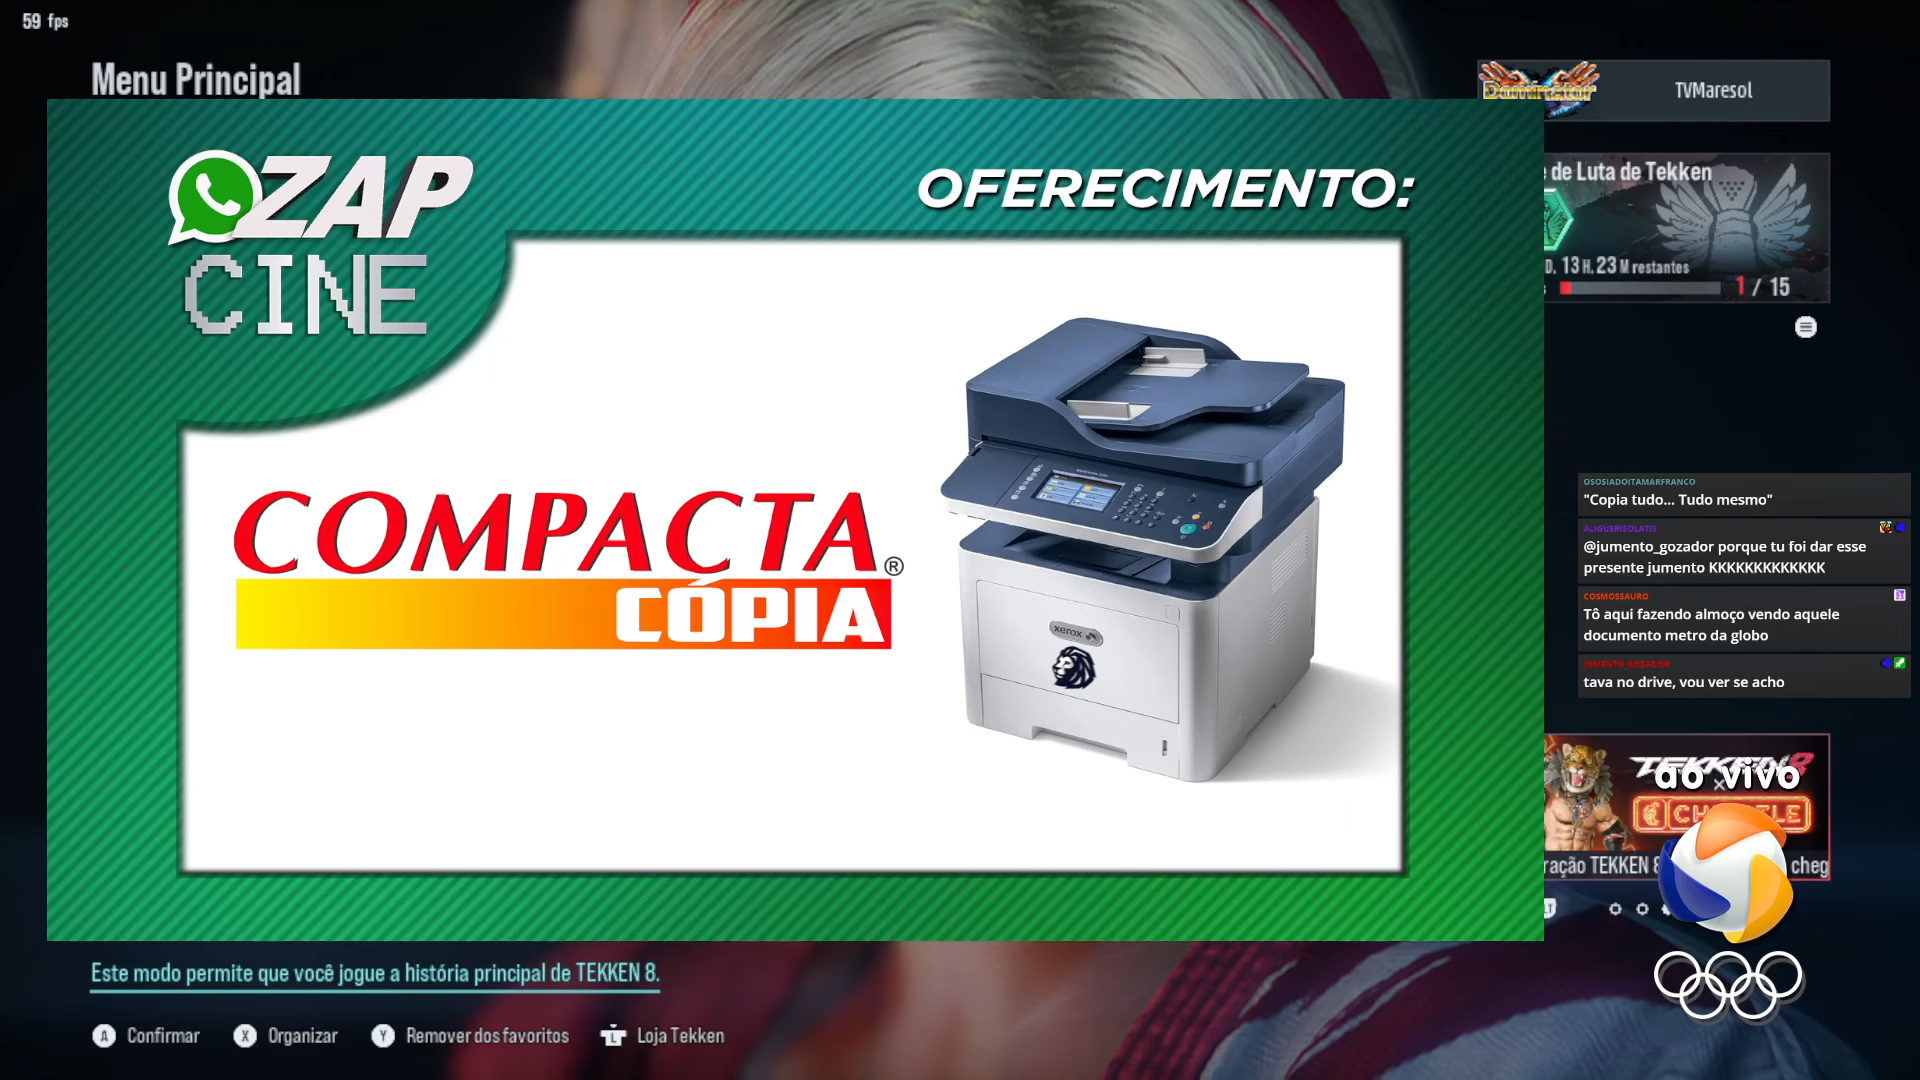 59 fps
Menu Principal
Dominator
TVMaresol
ZAP
CINE
OFERECIMENTO:
de Luta de Tekken
D, 13 H, 23 M restantes
1 / 15
COMPACTA®
CÓPIA
xerox
OSOSIADOITAMARFRANCO
"Copia tudo... Tudo mesmo"
ALIGUERISOLATIS
@jumento_gozador porque tu foi dar esse
presente jumento KKKKKKKKKKKKK
COSMOSSAURO
Tô aqui fazendo almoço vendo aquele
documento metro da globo
JUMENTO_GOZADOR
tava no drive, vou ver se acho
TEKKEN 8
ao vivo
ração TEKKEN 8
cheg
Este modo permite que você jogue a história principal de TEKKEN 8.
A Confirmar
X Organizar
Y Remover dos favoritos
L Loja Tekken